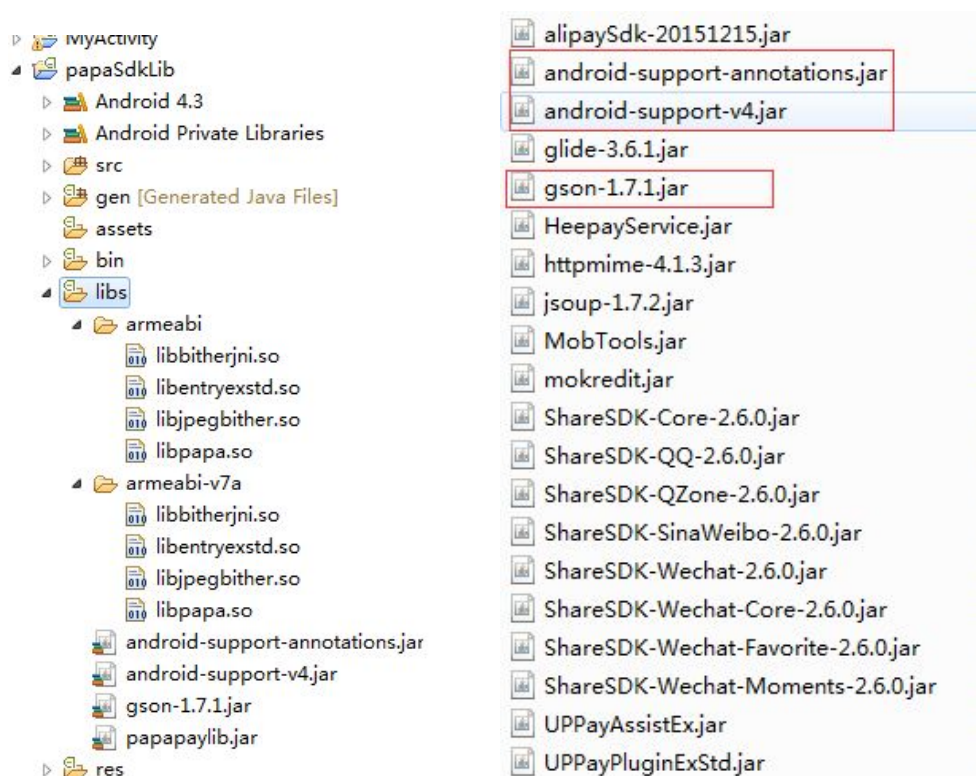 MyActivity
papaSdkLib
Android 4.3
Android Private Libraries
src
gen [Generated Java Files]
assets
bin
libs
armeabi
libbitherjni.so
libentryexstd.so
libjpegbither.so
libpapa.so
armeabi-v7a
libbitherjni.so
libentryexstd.so
libjpegbither.so
libpapa.so
android-support-annotations.jar
android-support-v4.jar
gson-1.7.1.jar
papapaylib.jar
res
alipaySdk-20151215.jar
android-support-annotations.jar
android-support-v4.jar
glide-3.6.1.jar
gson-1.7.1.jar
HeepayService.jar
httpmime-4.1.3.jar
jsoup-1.7.2.jar
MobTools.jar
mokredit.jar
ShareSDK-Core-2.6.0.jar
ShareSDK-QQ-2.6.0.jar
ShareSDK-QZone-2.6.0.jar
ShareSDK-SinaWeibo-2.6.0.jar
ShareSDK-Wechat-2.6.0.jar
ShareSDK-Wechat-Core-2.6.0.jar
ShareSDK-Wechat-Favorite-2.6.0.jar
ShareSDK-Wechat-Moments-2.6.0.jar
UPPayAssistEx.jar
UPPayPluginExStd.jar